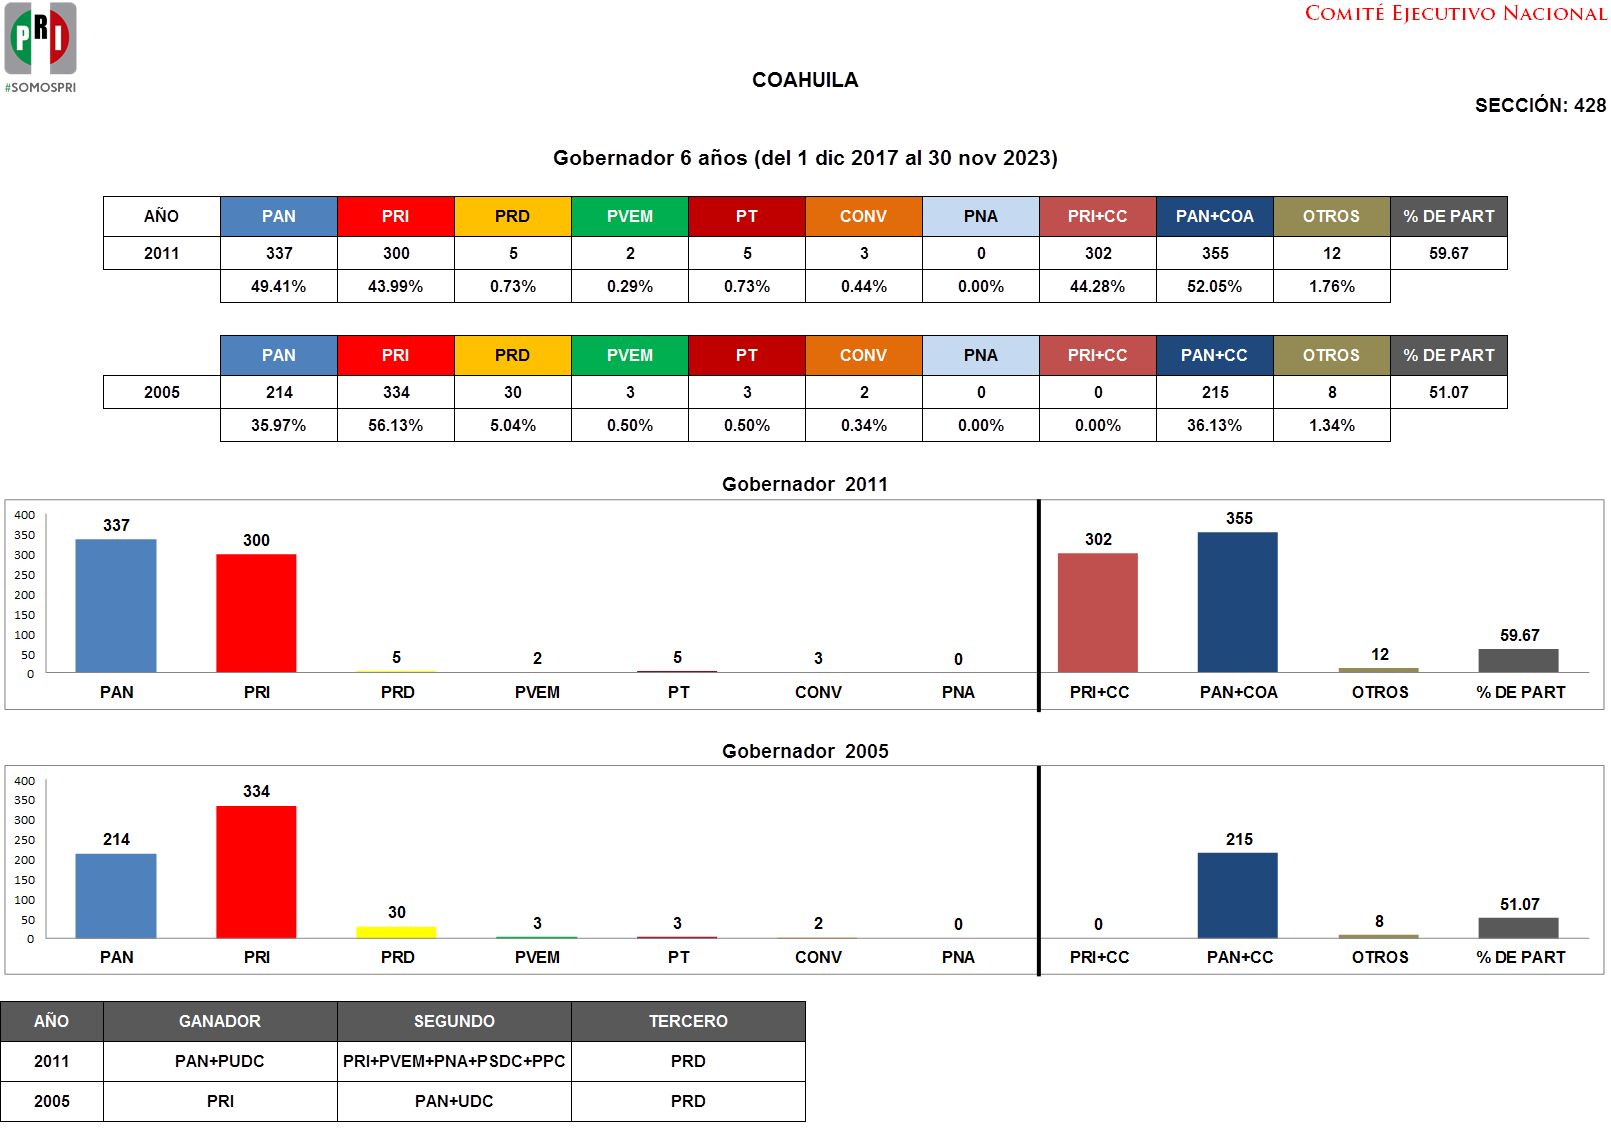 PRI
#SOMOSPRI
COMITÉ EJECUTIVO NACIONAL
COAHUILA
SECCIÓN: 428
Gobernador 6 años (del 1 dic 2017 al 30 nov 2023)
AÑO PAN PRI PRD PVEM PT CONV PNA PRI+CC PAN+COA OTROS % DE PART
2011 337 300 5 2 5 3 0 302 355 12 59.67
49.41% 43.99% 0.73% 0.29% 0.73% 0.44% 0.00% 44.28% 52.05% 1.76%
PAN PRI PRD PVEM PT CONV PNA PRI+CC PAN+CC OTROS % DE PART
2005 214 334 30 3 3 2 0 0 215 8 51.07
35.97% 56.13% 5.04% 0.50% 0.50% 0.34% 0.00% 0.00% 36.13% 1.34%
Gobernador 2011
400
350
300
250
200
150
100
50
0
337 300 5 2 5 3 0 302 355 12 59.67
PAN PRI PRD PVEM PT CONV PNA PRI+CC PAN+COA OTROS % DE PART
Gobernador 2005
400
350
300
250
200
150
100
50
0
214 334 30 3 3 2 0 0 215 8 51.07
PAN PRI PRD PVEM PT CONV PNA PRI+CC PAN+CC OTROS % DE PART
AÑO GANADOR SEGUNDO TERCERO
2011 PAN+PUDC PRI+PVEM+PNA+PSDC+PPC PRD
2005 PRI PAN+UDC PRD